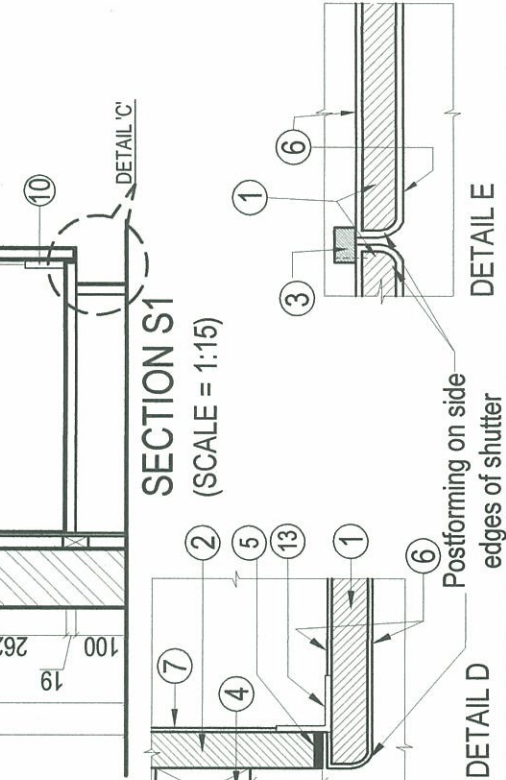 10
DETAIL 'C'
262
19
100
SECTION S1
(SCALE = 1:15)
7
2
5
13
1
4
6
DETAIL D
Postforming on side
edges of shutter
1
6
3
DETAIL E